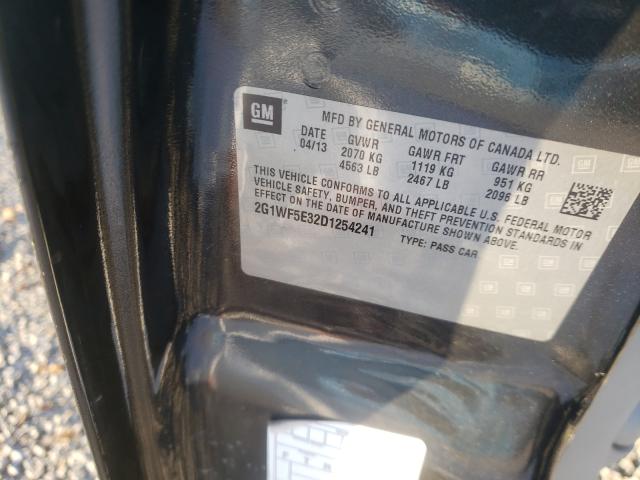 GM
MFD BY GENERAL MOTORS OF CANADA LTD.
DATE GVWR GAWR FRT GAWR RR
04/13 2070 KG 1119 KG 951 KG
4563 LB 2467 LB 2096 LB
THIS VEHICLE CONFORMS TO ALL APPLICABLE U.S. FEDERAL MOTOR
VEHICLE SAFETY, BUMPER, AND THEFT PREVENTION STANDARDS IN
EFFECT ON THE DATE OF MANUFACTURE SHOWN ABOVE.
2G1WF5E32D1254241 TYPE: PASS CAR